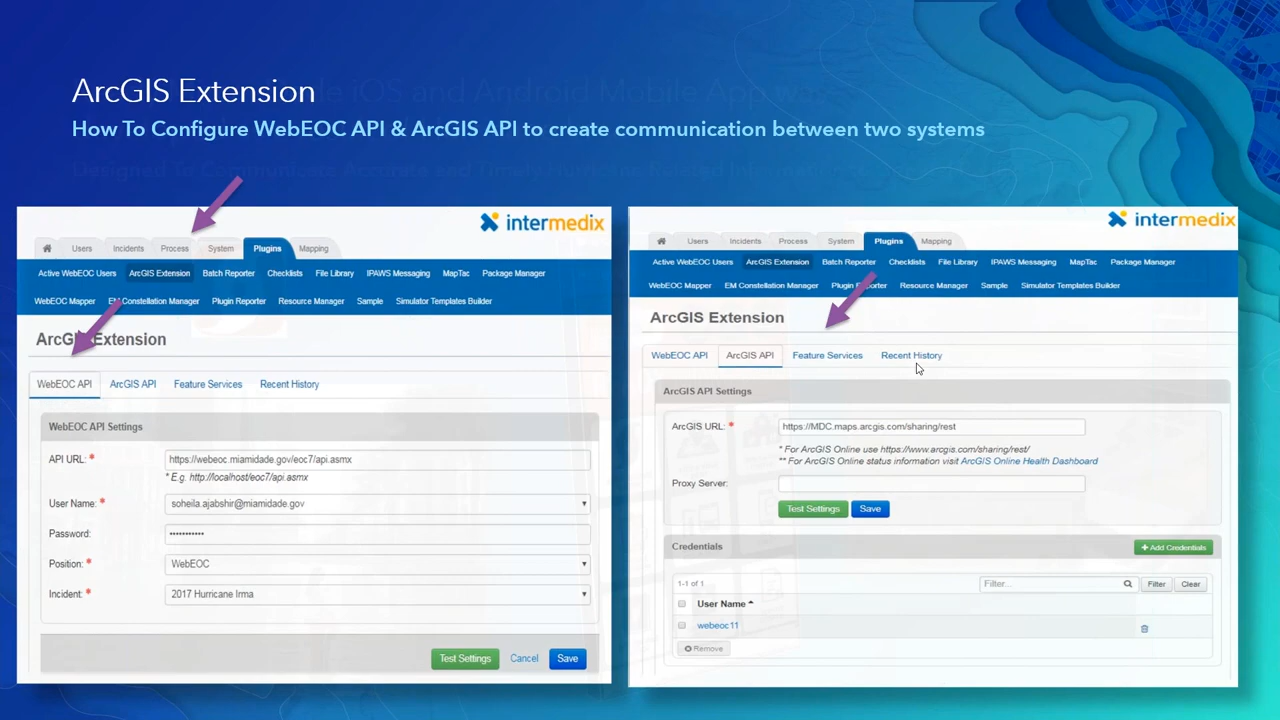 ArcGIS Extension
How To Configure WebEOC API & ArcGIS API to create communication between two systems
intermedix
Users Incidents Process System Plugins Mapping
Active WebEOC Users ArcGIS Extension Batch Reporter Checklists File Library IPAWS Messaging MapTac Package Manager
WebEOC Mapper EM Constellation Manager Plugin Reporter Resource Manager Sample Simulator Templates Builder
ArcGIS Extension
WebEOC API ArcGIS API Feature Services Recent History
WebEOC API Settings
API URL: * https://webeoc.miamidade.gov/eoc7/api.asmx
* E.g. http://localhost/eoc7/api.asmx
User Name: * soheila.ajabshir@miamidade.gov
Password: •••••••••••
Position: * WebEOC
Incident: * 2017 Hurricane Irma
Test Settings Cancel Save
intermedix
Users Incidents Process System Plugins Mapping
Active WebEOC Users ArcGIS Extension Batch Reporter Checklists File Library IPAWS Messaging MapTac Package Manager
WebEOC Mapper EM Constellation Manager Plugin Reporter Resource Manager Sample Simulator Templates Builder
ArcGIS Extension
WebEOC API ArcGIS API Feature Services Recent History
ArcGIS API Settings
ArcGIS URL: * https://MDC.maps.arcgis.com/sharing/rest
* For ArcGIS Online use https://www.arcgis.com/sharing/rest/
** For ArcGIS Online status information visit ArcGIS Online Health Dashboard
Proxy Server:
Test Settings Save
Credentials + Add Credentials
1-1 of 1 Filter... Filter Clear
User Name
webeoc11
Remove